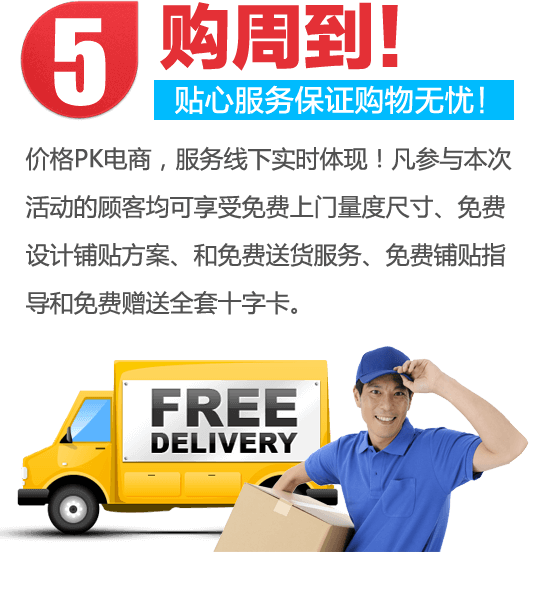 5
购周到！
贴心服务保证购物无忧！
价格PK电商，服务线下实时体现！凡参与本次
活动的顾客均可享受免费上门量度尺寸、免费
设计铺贴方案、和免费送货服务、免费铺贴指
导和免费赠送全套十字卡。
FREE
DELIVERY